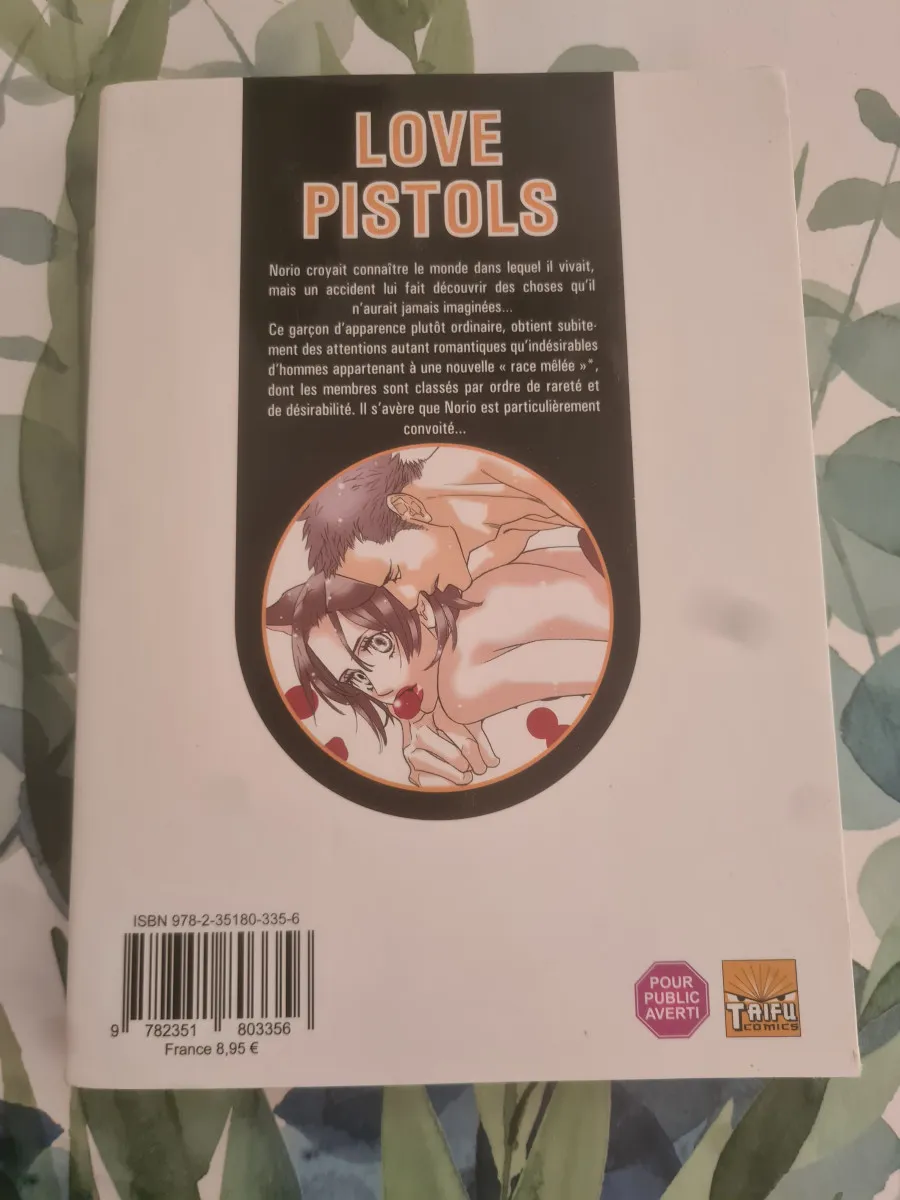 LOVE
PISTOLS
Norio croyait connaître le monde dans lequel il vivait,
mais un accident lui fait découvrir des choses qu'il
n'aurait jamais imaginées...
Ce garçon d'apparence plutôt ordinaire, obtient subite-
ment des attentions autant romantiques qu'indésirables
d'hommes appartenant à une nouvelle « race mêlée »*,
dont les membres sont classés par ordre de rareté et
de désirabilité. Il s'avère que Norio est particulièrement
convoité...
ISBN 978-2-35180-335-6
9 782351 803356
France 8,95 €
POUR
PUBLIC
AVERTI
TAIFU
COMICS